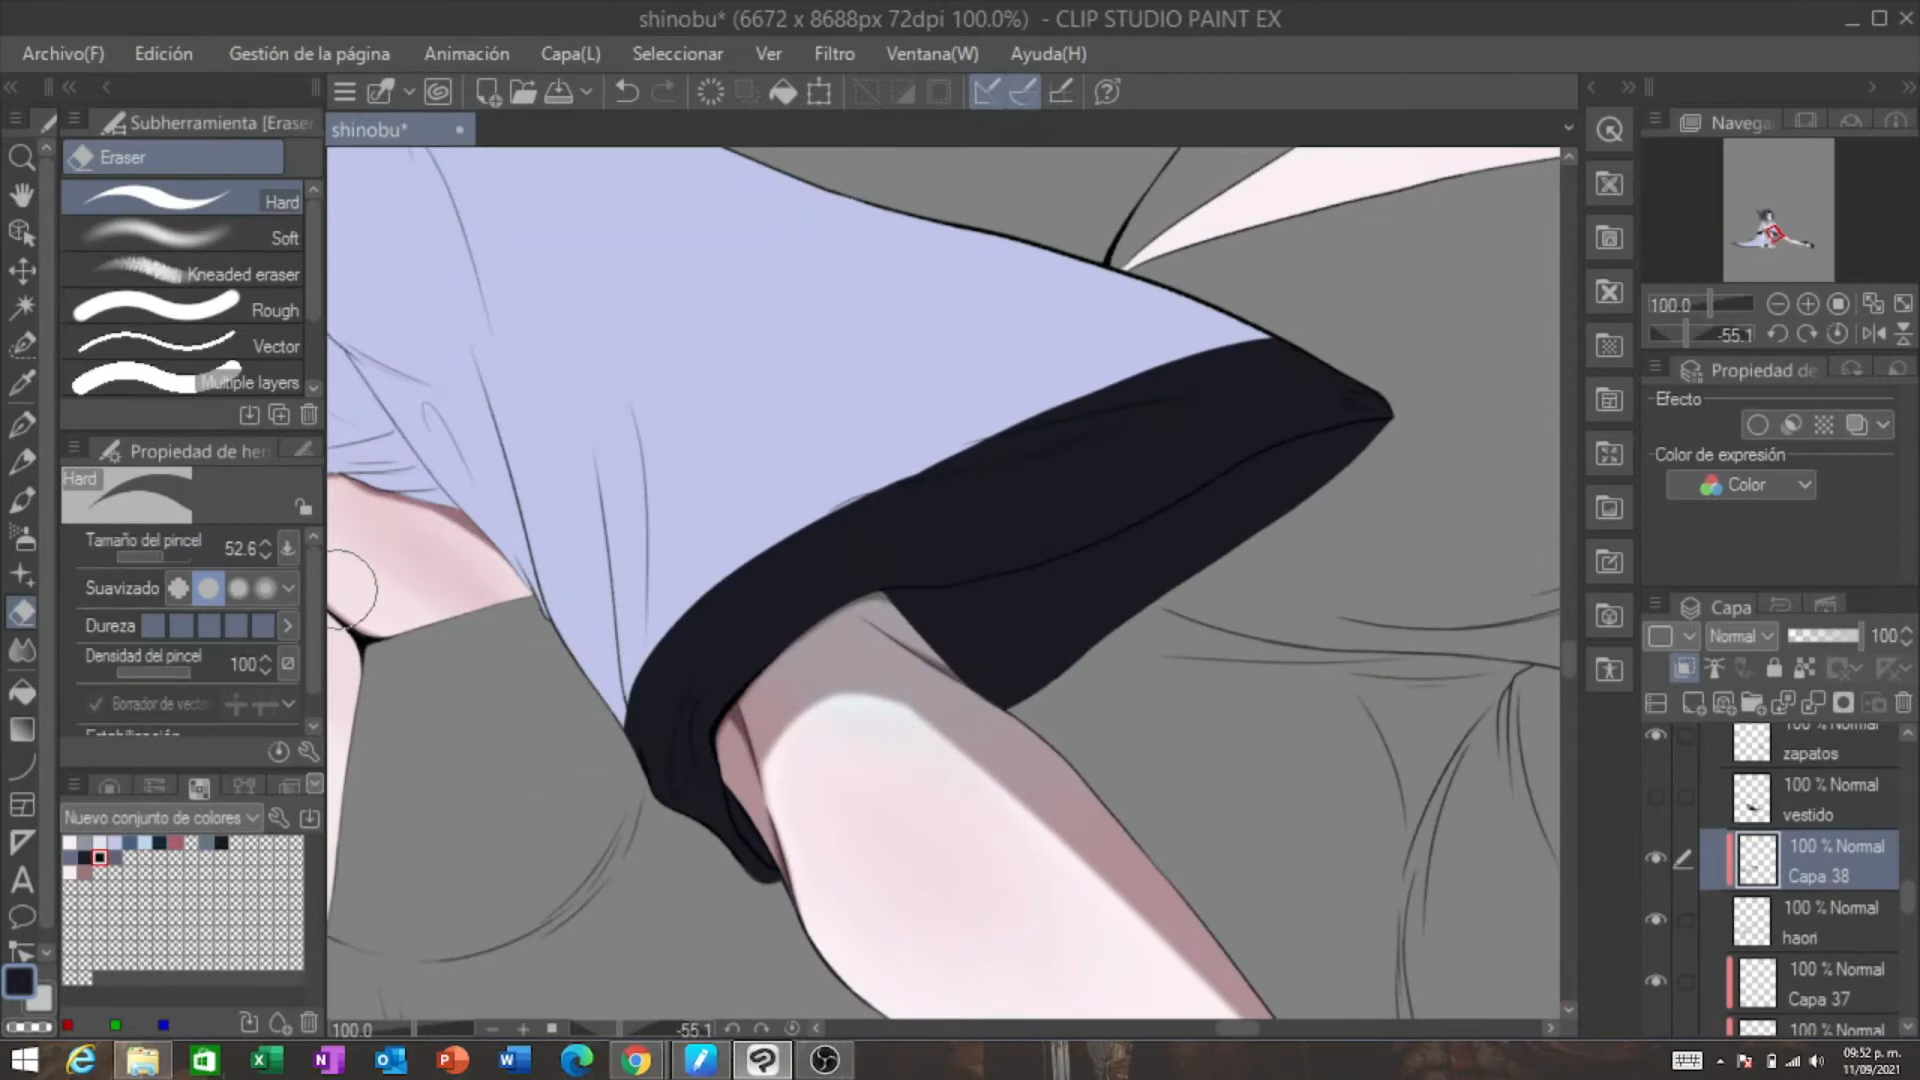 shinobu* (6672 x 8688px 72dpi 100.0%) - CLIP STUDIO PAINT EX
Archivo(F) Edición Gestión de la página Animación Capa(L) Seleccionar Ver Filtro Ventana(W) Ayuda(H)
Subherramienta [Eraser
shinobu*
Navega
Eraser
Hard
Soft
Kneaded eraser
Rough
Vector
Multiple layers
100.0
-55.1
Propiedad de
Efecto
Color de expresión
Color
Propiedad de her
Hard
Tamaño del pincel 52.6
Suavizado
Dureza
Densidad del pincel 100
Borrador de vecto
Capa
Normal 100
100 % Normal
zapatos
100 % Normal
vestido
100 % Normal
Capa 38
100 % Normal
haori
100 % Normal
Capa 37
100 % Normal
Nuevo conjunto de colores
100.0 -55.1
09:52 p. m.
11/09/2021